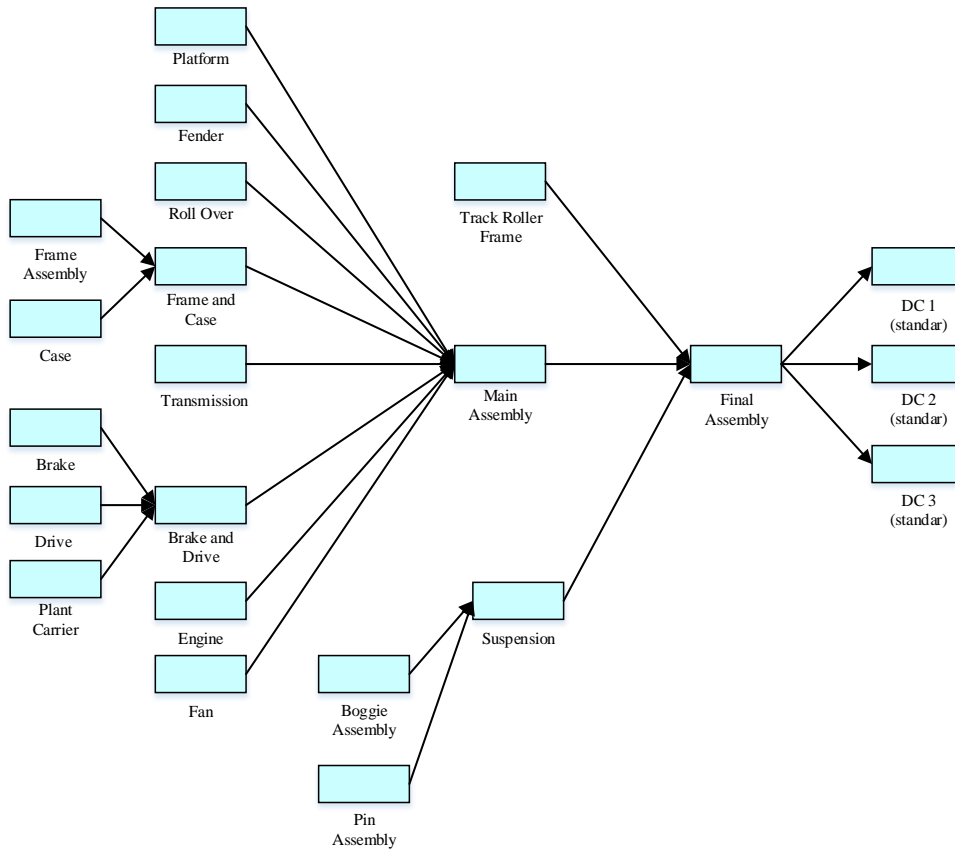 Platform
Fender
Roll Over
Frame
Assembly
Frame and
Case
Case
Transmission
Brake
Drive
Brake and
Drive
Plant
Carrier
Engine
Fan
Track Roller
Frame
Main
Assembly
Suspension
Boggie
Assembly
Pin
Assembly
Final
Assembly
DC 1
(standar)
DC 2
(standar)
DC 3
(standar)